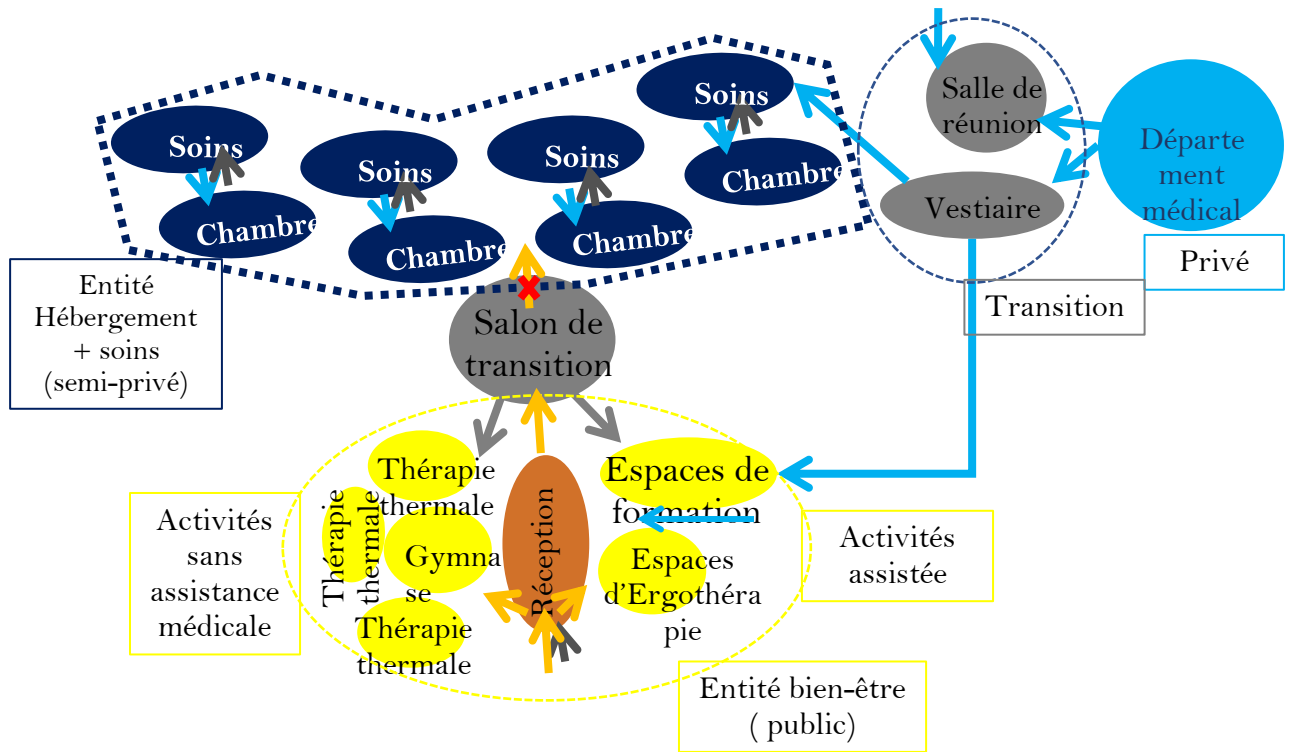 Soins
Chambre
Soins
Chambre
Soins
Chambre
Soins
Chambre
Salle de
réunion
Vestiaire
Départe
ment
médical
Privé
Transition
Entité
Hébergement
+ soins
(semi-privé)
Salon de
transition
Thérapie
thermale
Thérapie
thermale
Gymna
se
Thérapie
thermale
Réception
Espaces de
formation
Espaces
d'Ergothéra
pie
Activités
sans
assistance
médicale
Activités
assistée
Entité bien-être
( public)